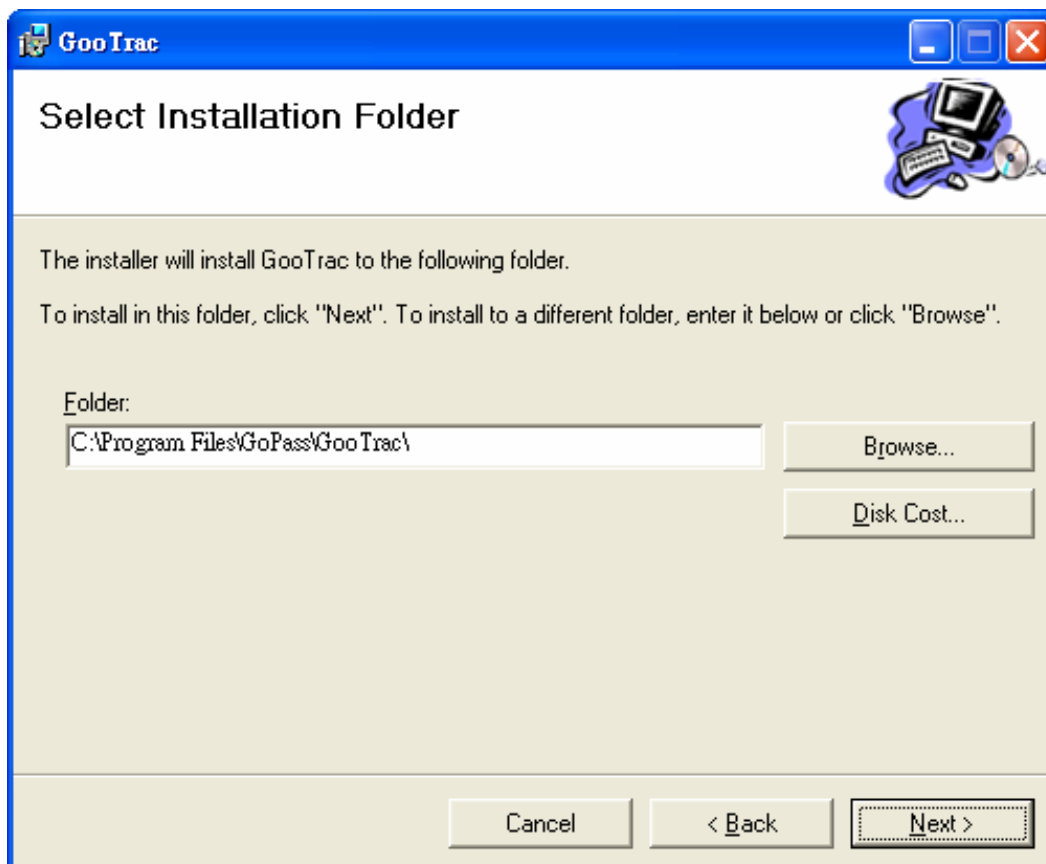 GooTrac
Select Installation Folder
The installer will install GooTrac to the following folder.
To install in this folder, click "Next". To install to a different folder, enter it below or click "Browse".
Folder:
C:\Program Files\GoPass\GooTrac\
Browse...
Disk Cost...
Cancel
< Back
Next >